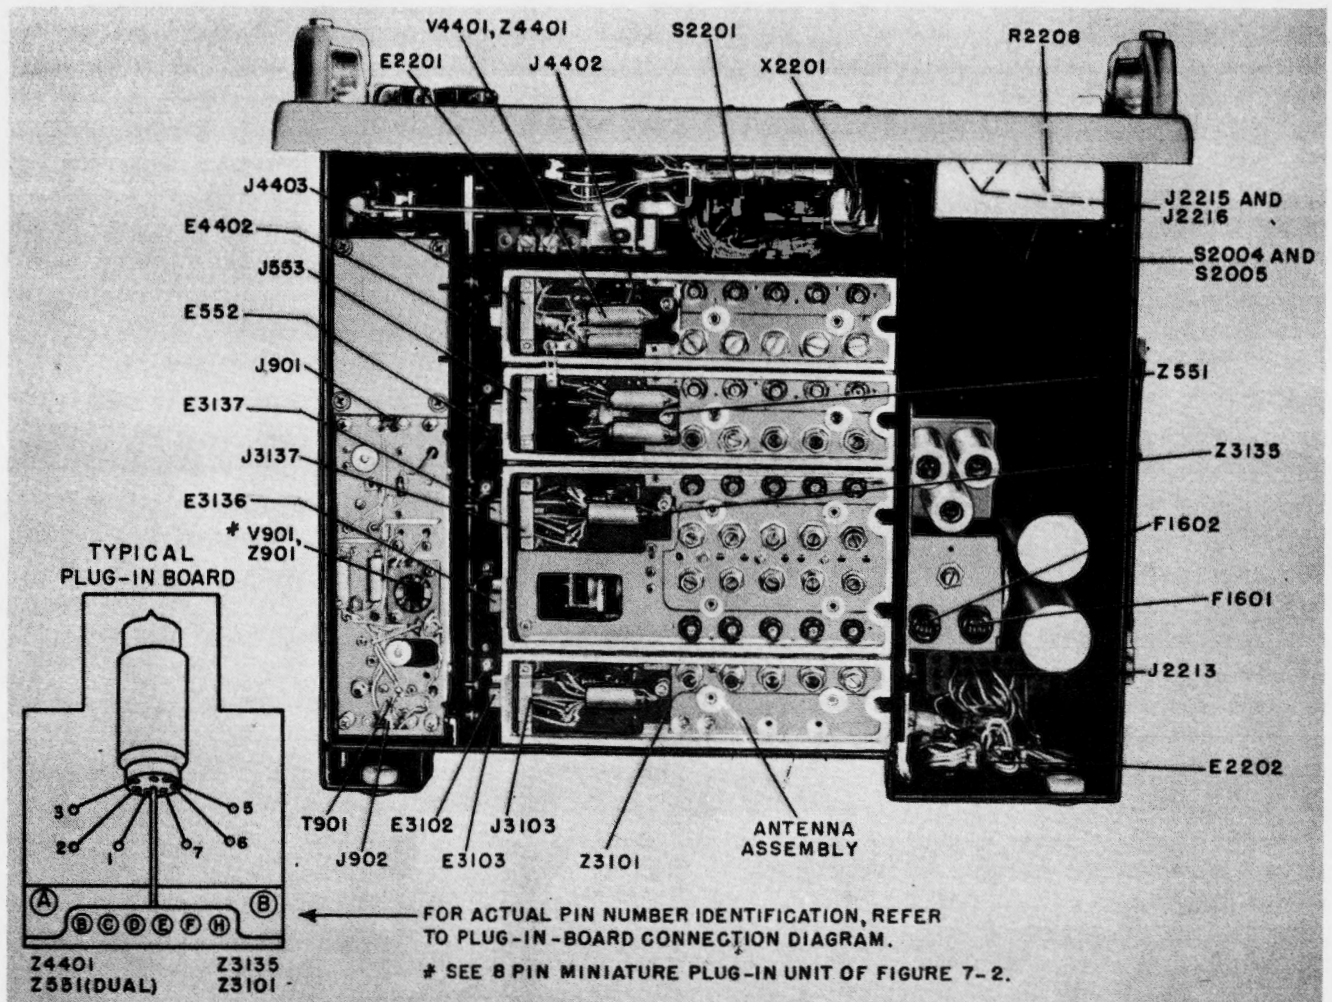 V4401, Z4401
E2201
J4402
S2201
X2201
R2208
J4403
E4402
J553
E552
J901
E3137
J3137
E3136
* V901,
Z901
J2215 AND
J2216
S2004 AND
S2005
Z551
Z3135
F1602
F1601
J2213
E2202
T901
J902
E3102
E3103
J3103
Z3101
ANTENNA
ASSEMBLY
TYPICAL
PLUG-IN BOARD
3
2
1
7
6
5
A
B
B C D E F H
Z4401 Z3135
Z551(DUAL) Z3101
FOR ACTUAL PIN NUMBER IDENTIFICATION, REFER
TO PLUG-IN-BOARD CONNECTION DIAGRAM.
* SEE 8 PIN MINIATURE PLUG-IN UNIT OF FIGURE 7-2.